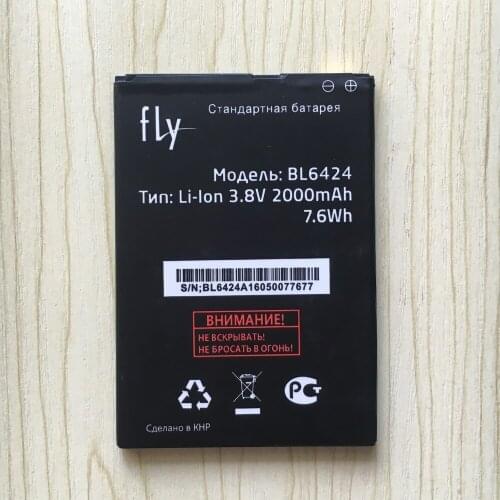 Стандартная батарея
fly
Модель: BL6424
Тип: Li-Ion 3.8V 2000mAh
7.6Wh
S/N;BL6424A16050077677
ВНИМАНИЕ!
НЕ ВСКРЫВАТЬ!
НЕ БРОСАТЬ В ОГОНЬ!
Сделано в КНР